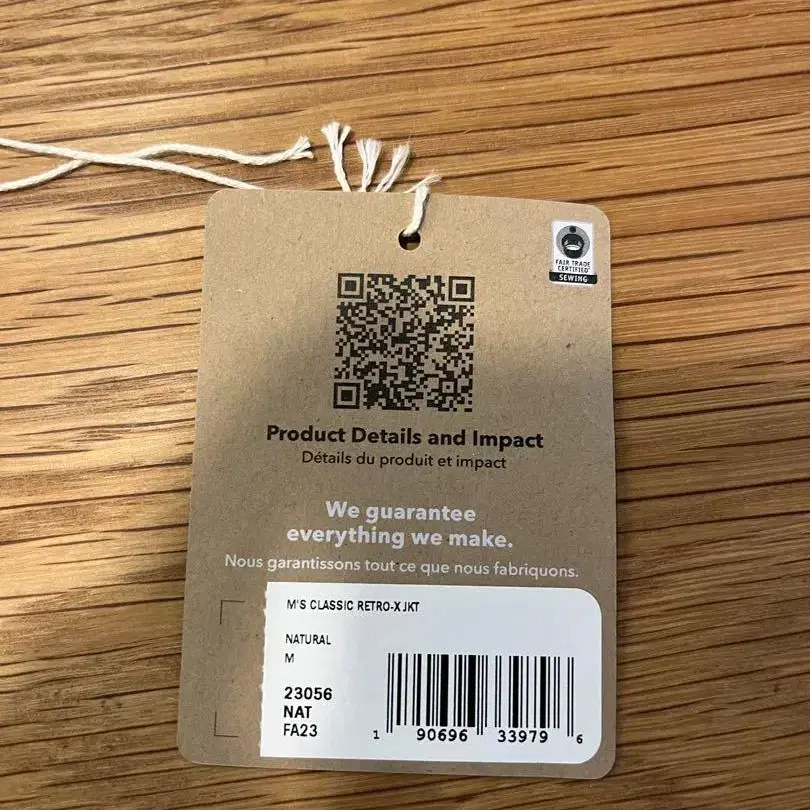 FAIR TRADE
CERTIFIED
SEWING
Product Details and Impact
Détails du produit et impact
We guarantee
everything we make.
Nous garantissons tout ce que nous fabriquons.
M'S CLASSIC RETRO-X JKT
NATURAL
M
23056
NAT
FA23
1 90696 33979 6